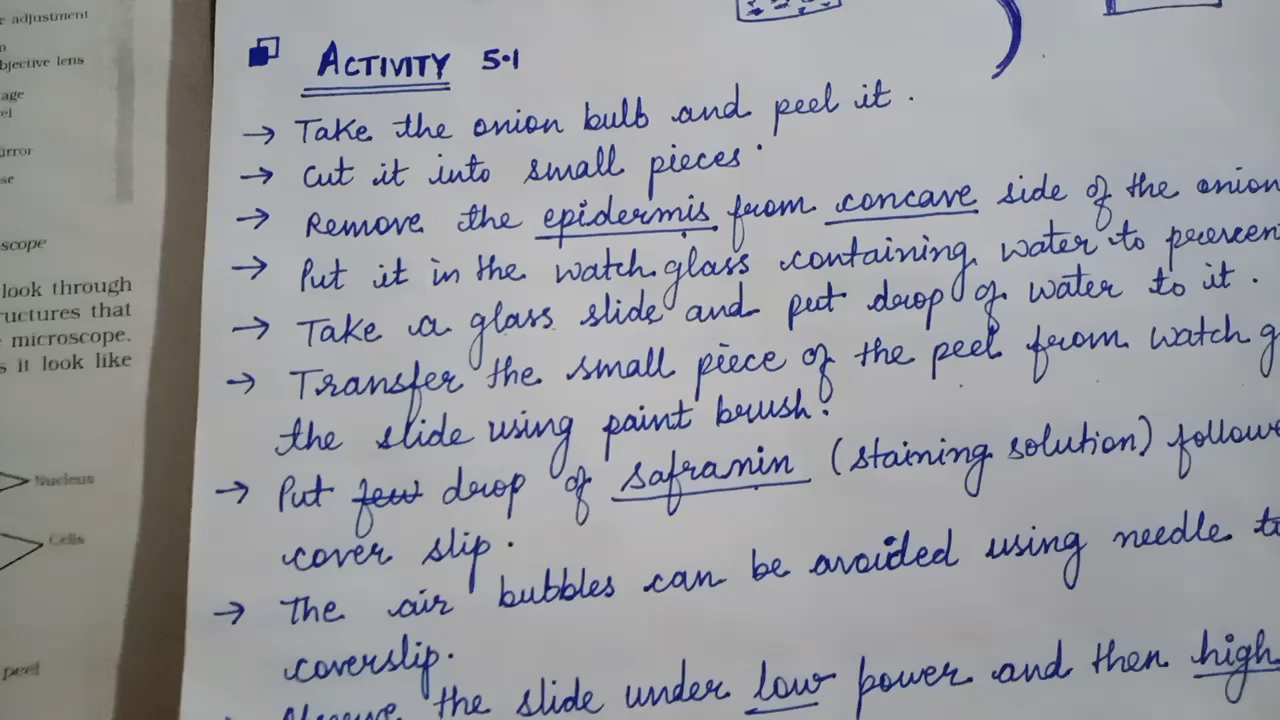 adjustment
bjective lens
age
el
irror
se
scope
look through
ructures that
microscope.
s it look like
Nucleus
Cells
peel
ACTIVITY 5.1
→ Take the onion bulb and peel it.
→ Cut it into small pieces.
→ Remove the epidermis from concave side of the onion
→ Put it in the watch glass containing water to preven
→ Take a glass slide and put drop of water to it.
→ Transfer the small piece of the peel from watch g
the slide using paint brush.
→ Put few drop of safranin (staining solution) follow
cover slip.
→ The air bubbles can be avoided using needle to
coverslip.
the slide under low power and then high